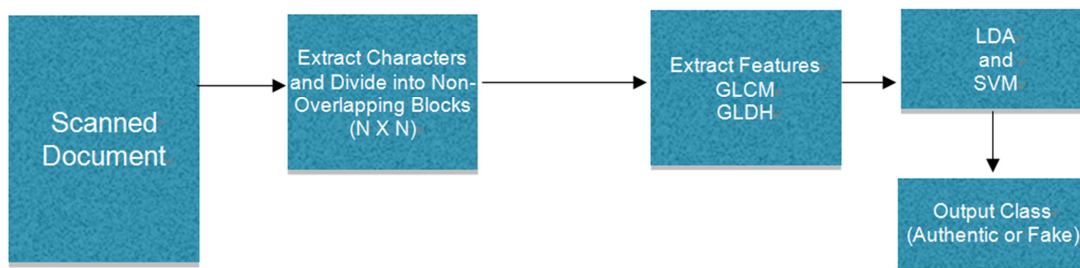 Scanned
Document
Extract Characters
and Divide into Non-
Overlapping Blocks
(N X N)
Extract Features
GLCM
GLDH
LDA
and
SVM
Output Class
(Authentic or Fake)